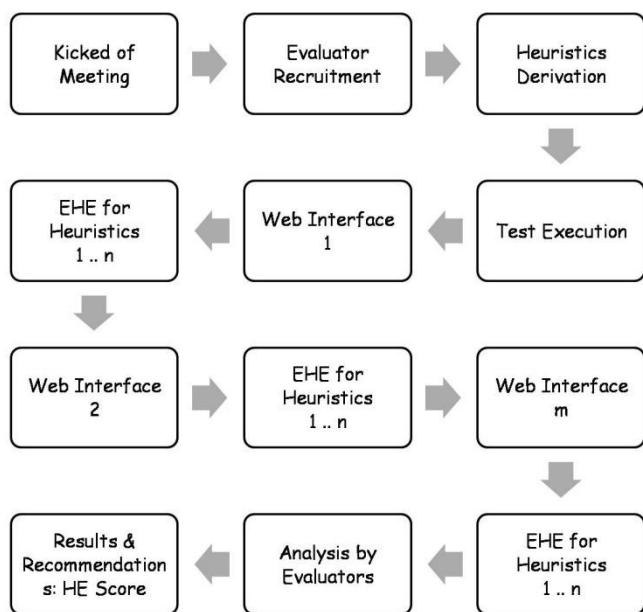 Kicked of
Meeting
Evaluator
Recruitment
Heuristics
Derivation
Test Execution
Web Interface
1
EHE for
Heuristics
1 .. n
Web Interface
2
EHE for
Heuristics
1 .. n
Web Interface
m
EHE for
Heuristics
1 .. n
Analysis by
Evaluators
Results &
Recommendation
s: HE Score